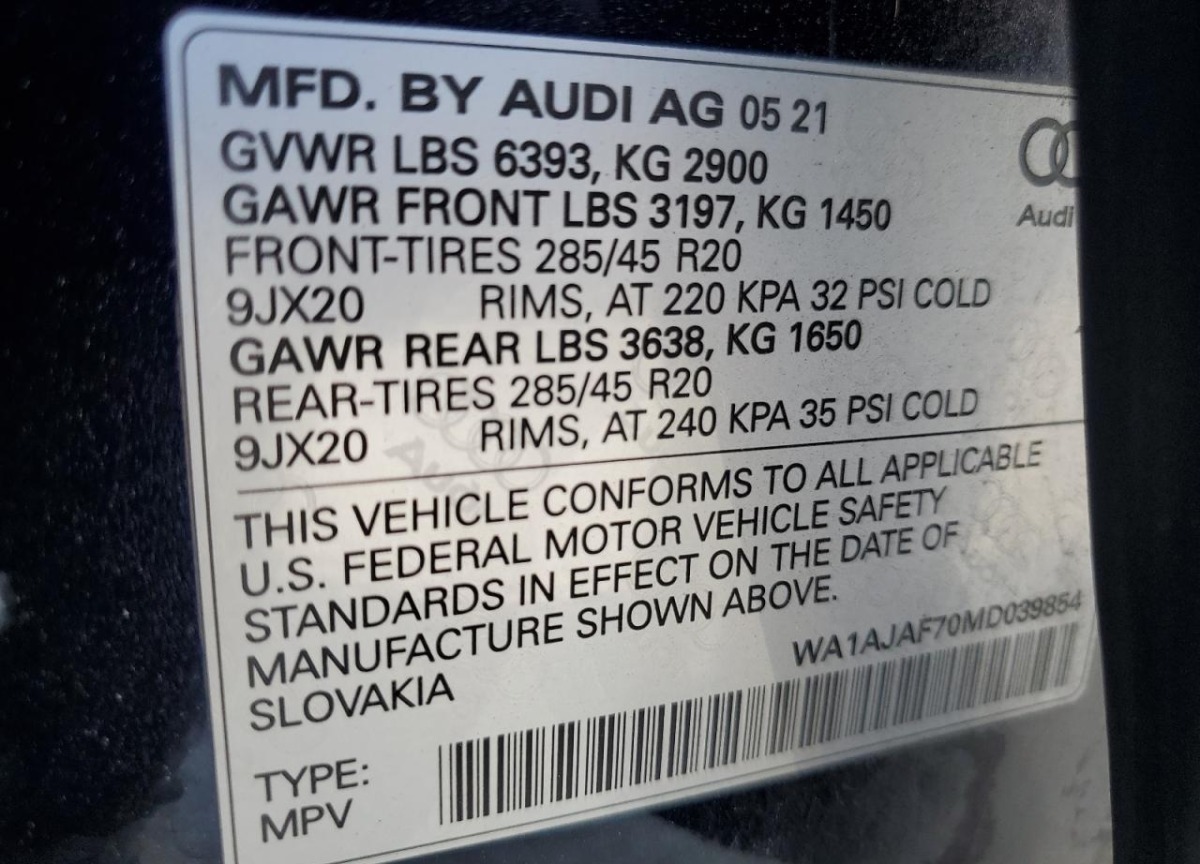 MFD. BY AUDI AG 05 21
GVWR LBS 6393, KG 2900
GAWR FRONT LBS 3197, KG 1450
FRONT-TIRES 285/45 R20
9JX20 RIMS, AT 220 KPA 32 PSI COLD
GAWR REAR LBS 3638, KG 1650
REAR-TIRES 285/45 R20
9JX20 RIMS, AT 240 KPA 35 PSI COLD
Audi
THIS VEHICLE CONFORMS TO ALL APPLICABLE
U.S. FEDERAL MOTOR VEHICLE SAFETY
STANDARDS IN EFFECT ON THE DATE OF
MANUFACTURE SHOWN ABOVE.
SLOVAKIA
WA1AJAF70MD039854
TYPE:
MPV